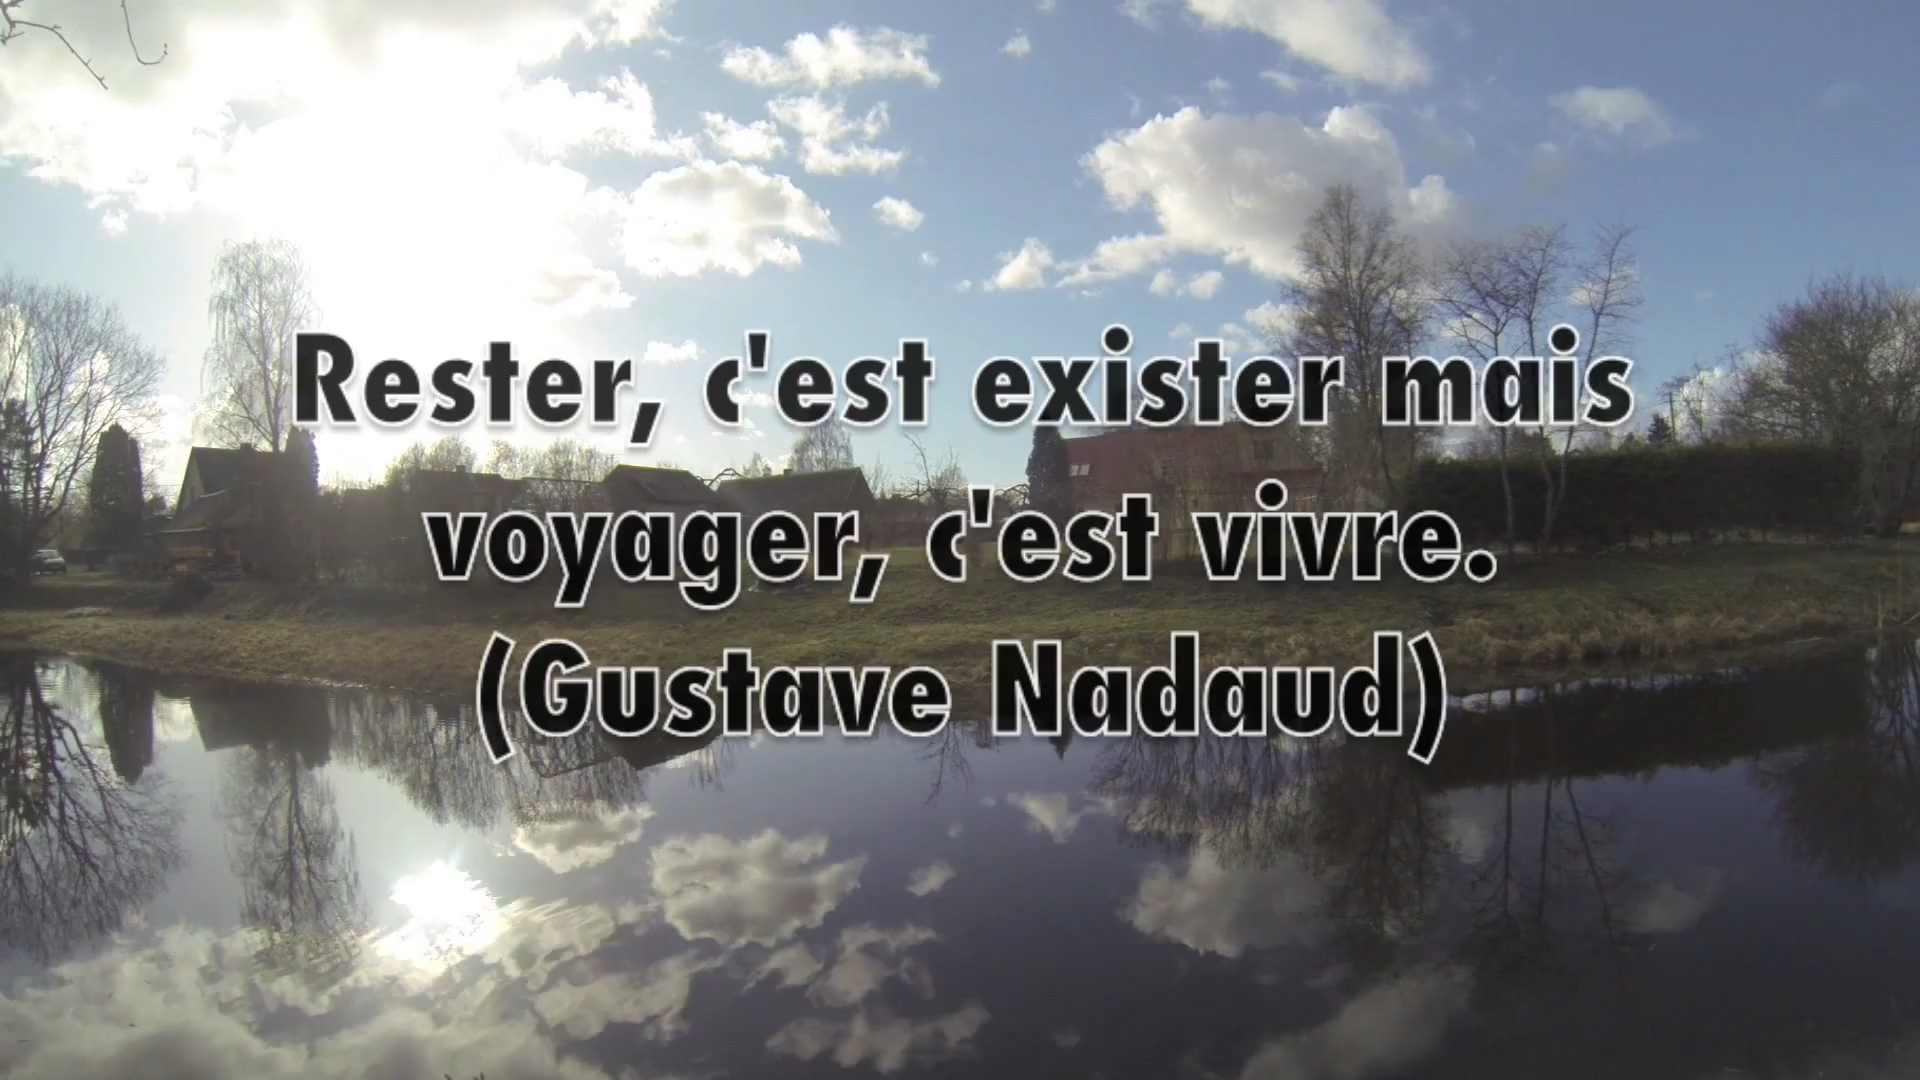 Rester, c'est exister mais
voyager, c'est vivre.
(Gustave Nadaud)